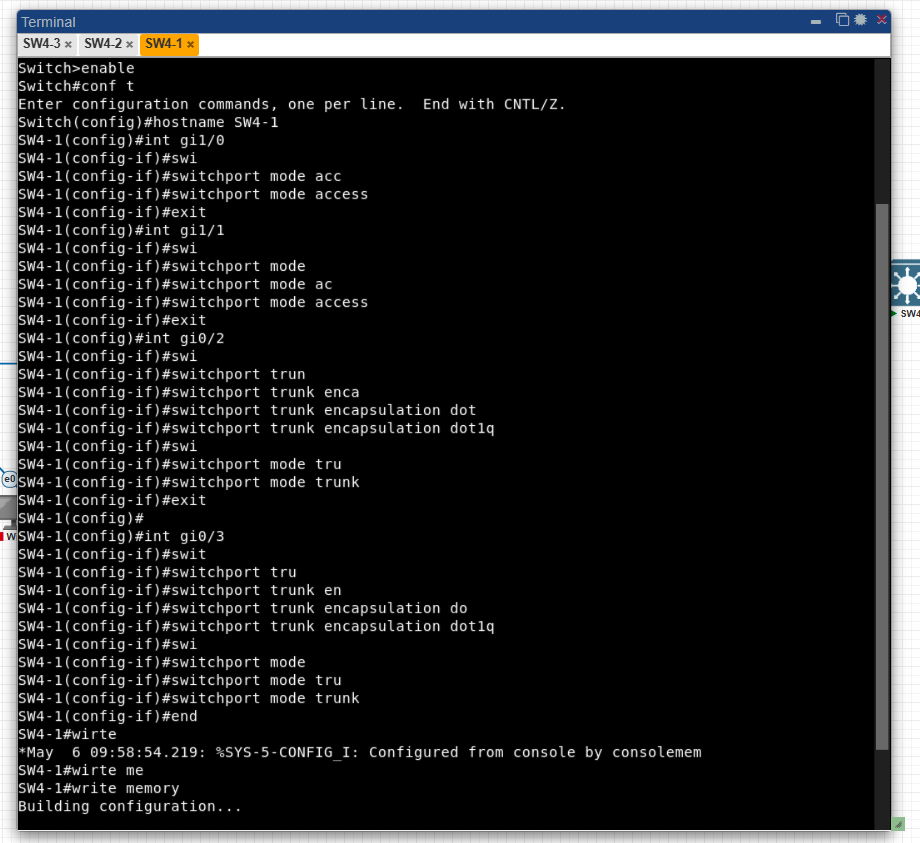 Terminal
SW4-3 × SW4-2 × SW4-1 ×
Switch>enable
Switch#conf t
Enter configuration commands, one per line.  End with CNTL/Z.
Switch(config)#hostname SW4-1
SW4-1(config)#int gi1/0
SW4-1(config-if)#swi
SW4-1(config-if)#switchport mode acc
SW4-1(config-if)#switchport mode access
SW4-1(config-if)#exit
SW4-1(config)#int gi1/1
SW4-1(config-if)#swi
SW4-1(config-if)#switchport mode
SW4-1(config-if)#switchport mode ac
SW4-1(config-if)#switchport mode access
SW4-1(config-if)#exit
SW4-1(config)#int gi0/2
SW4-1(config-if)#swi
SW4-1(config-if)#switchport trun
SW4-1(config-if)#switchport trunk enca
SW4-1(config-if)#switchport trunk encapsulation dot
SW4-1(config-if)#switchport trunk encapsulation dot1q
SW4-1(config-if)#swi
SW4-1(config-if)#switchport mode tru
SW4-1(config-if)#switchport mode trunk
SW4-1(config-if)#exit
SW4-1(config)#
SW4-1(config)#int gi0/3
SW4-1(config-if)#swit
SW4-1(config-if)#switchport tru
SW4-1(config-if)#switchport trunk en
SW4-1(config-if)#switchport trunk encapsulation do
SW4-1(config-if)#switchport trunk encapsulation dot1q
SW4-1(config-if)#swi
SW4-1(config-if)#switchport mode
SW4-1(config-if)#switchport mode tru
SW4-1(config-if)#switchport mode trunk
SW4-1(config-if)#end
SW4-1#wirte
*May  6 09:58:54.219: %SYS-5-CONFIG_I: Configured from console by consolemem
SW4-1#wirte me
SW4-1#write memory
Building configuration...
e0
W
SW4